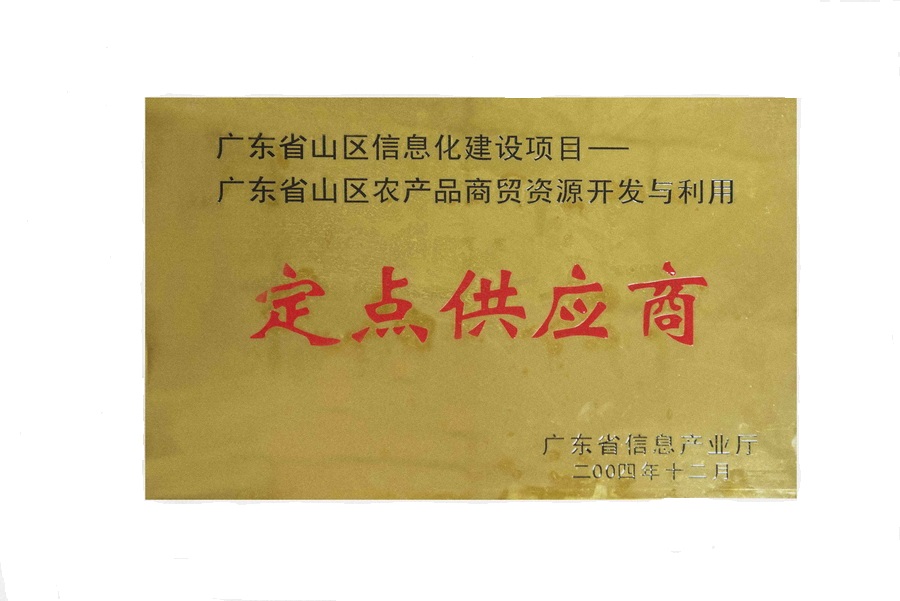 广东省山区信息化建设项目——
广东省山区农产品商贸资源开发与利用
定点供应商
广东省信息产业厅
二00四年十二月